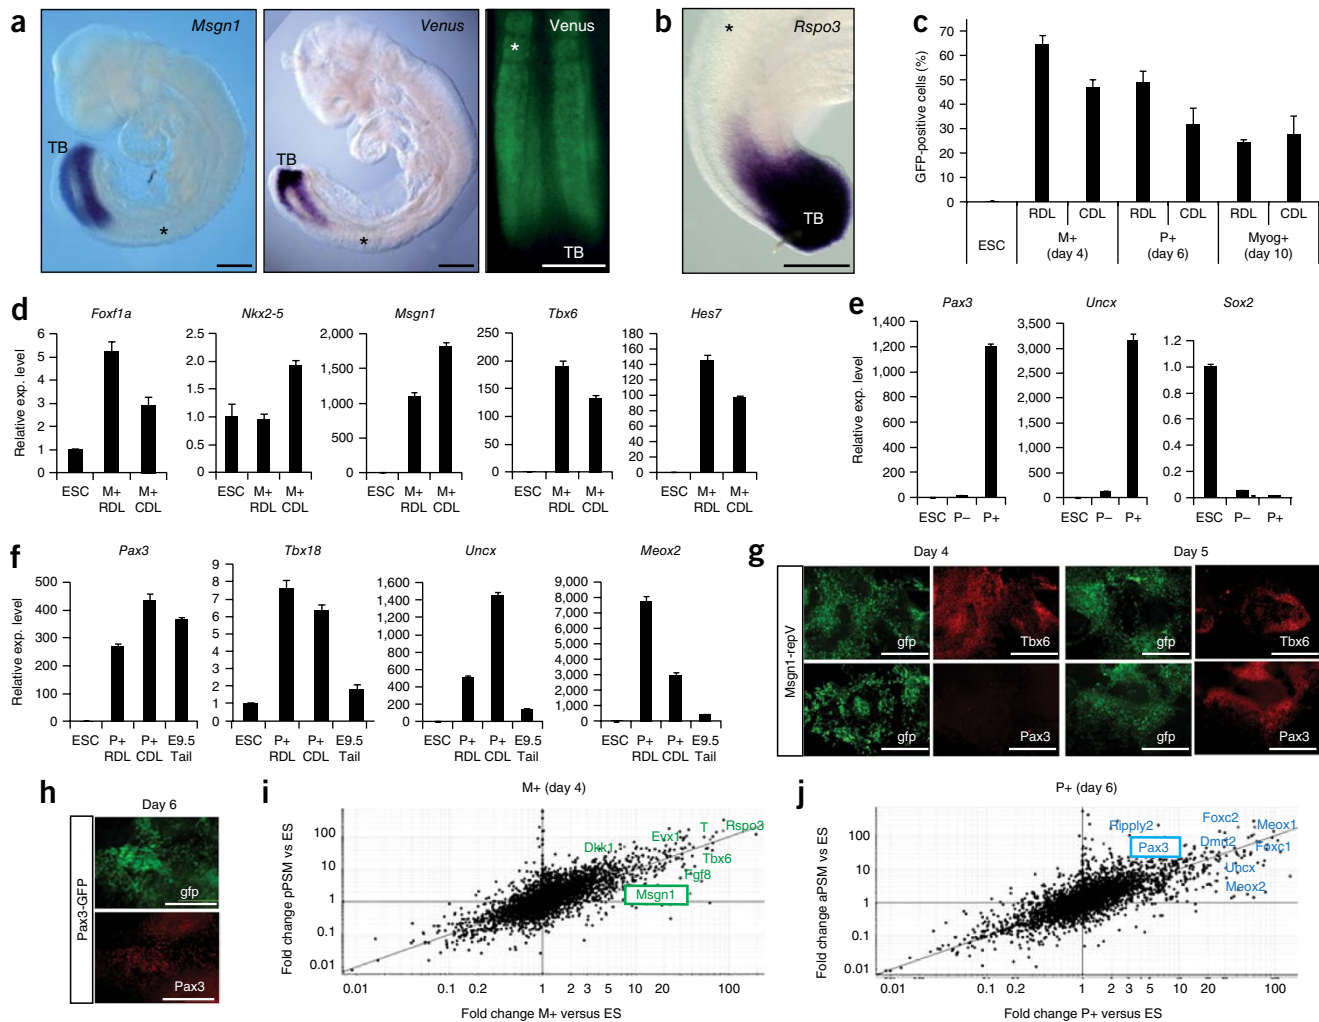 a
Msgn1
TB
*
Venus
TB
*
Venus
*
TB
b
*
Rspo3
TB
c
GFP-positive cells (%)
70
60
50
40
30
20
10
0
RDL CDL RDL CDL RDL CDL
ESC M+ (day 4) P+ (day 6) Myog+ (day 10)
d
Relative exp. level
Foxf1a
6
5
4
3
2
1
0
ESC M+ RDL M+ CDL
Nkx2-5
2.5
2.0
1.5
1.0
0.5
0
ESC M+ RDL M+ CDL
Msgn1
2,000
1,500
1,000
500
0
ESC M+ RDL M+ CDL
Tbx6
250
200
150
100
50
0
ESC M+ RDL M+ CDL
Hes7
180
160
140
120
100
80
60
40
20
0
ESC M+ RDL M+ CDL
e
Relative exp. level
Pax3
1,400
1,200
1,000
800
600
400
200
0
ESC P– P+
Uncx
3,500
3,000
2,500
2,000
1,500
1,000
500
0
ESC P– P+
Sox2
1.2
1.0
0.8
0.6
0.4
0.2
0
ESC P– P+
f
Relative exp. level
Pax3
500
400
300
200
100
0
ESC P+ RDL P+ CDL E9.5 Tail
Tbx18
9
8
7
6
5
4
3
2
1
0
ESC P+ RDL P+ CDL E9.5 Tail
Uncx
1,600
1,400
1,200
1,000
800
600
400
200
0
ESC P+ RDL P+ CDL E9.5 Tail
Meox2
9,000
8,000
7,000
6,000
5,000
4,000
3,000
2,000
1,000
0
ESC P+ RDL P+ CDL E9.5 Tail
g
Day 4
Day 5
Msgn1-repV
gfp
Tbx6
gfp
Tbx6
gfp
Pax3
gfp
Pax3
h
Day 6
Pax3-GFP
gfp
Pax3
i
M+ (day 4)
Fold change pPSM vs ES
100
10
1
0.1
0.01
Dkk1
Evx1
T
Rspo3
Tbx6
Fgf8
Msgn1
0.01 0.1 0.2 1 2 3 5 10 20 100
Fold change M+ versus ES
j
P+ (day 6)
Fold change aPSM vs ES
100
10
1
0.1
0.01
Ripply2
Foxc2
Meox1
Pax3
Dmrt2
Foxc1
Uncx
Meox2
0.01 0.1 0.2 1 2 3 5 10 20 100
Fold change P+ versus ES